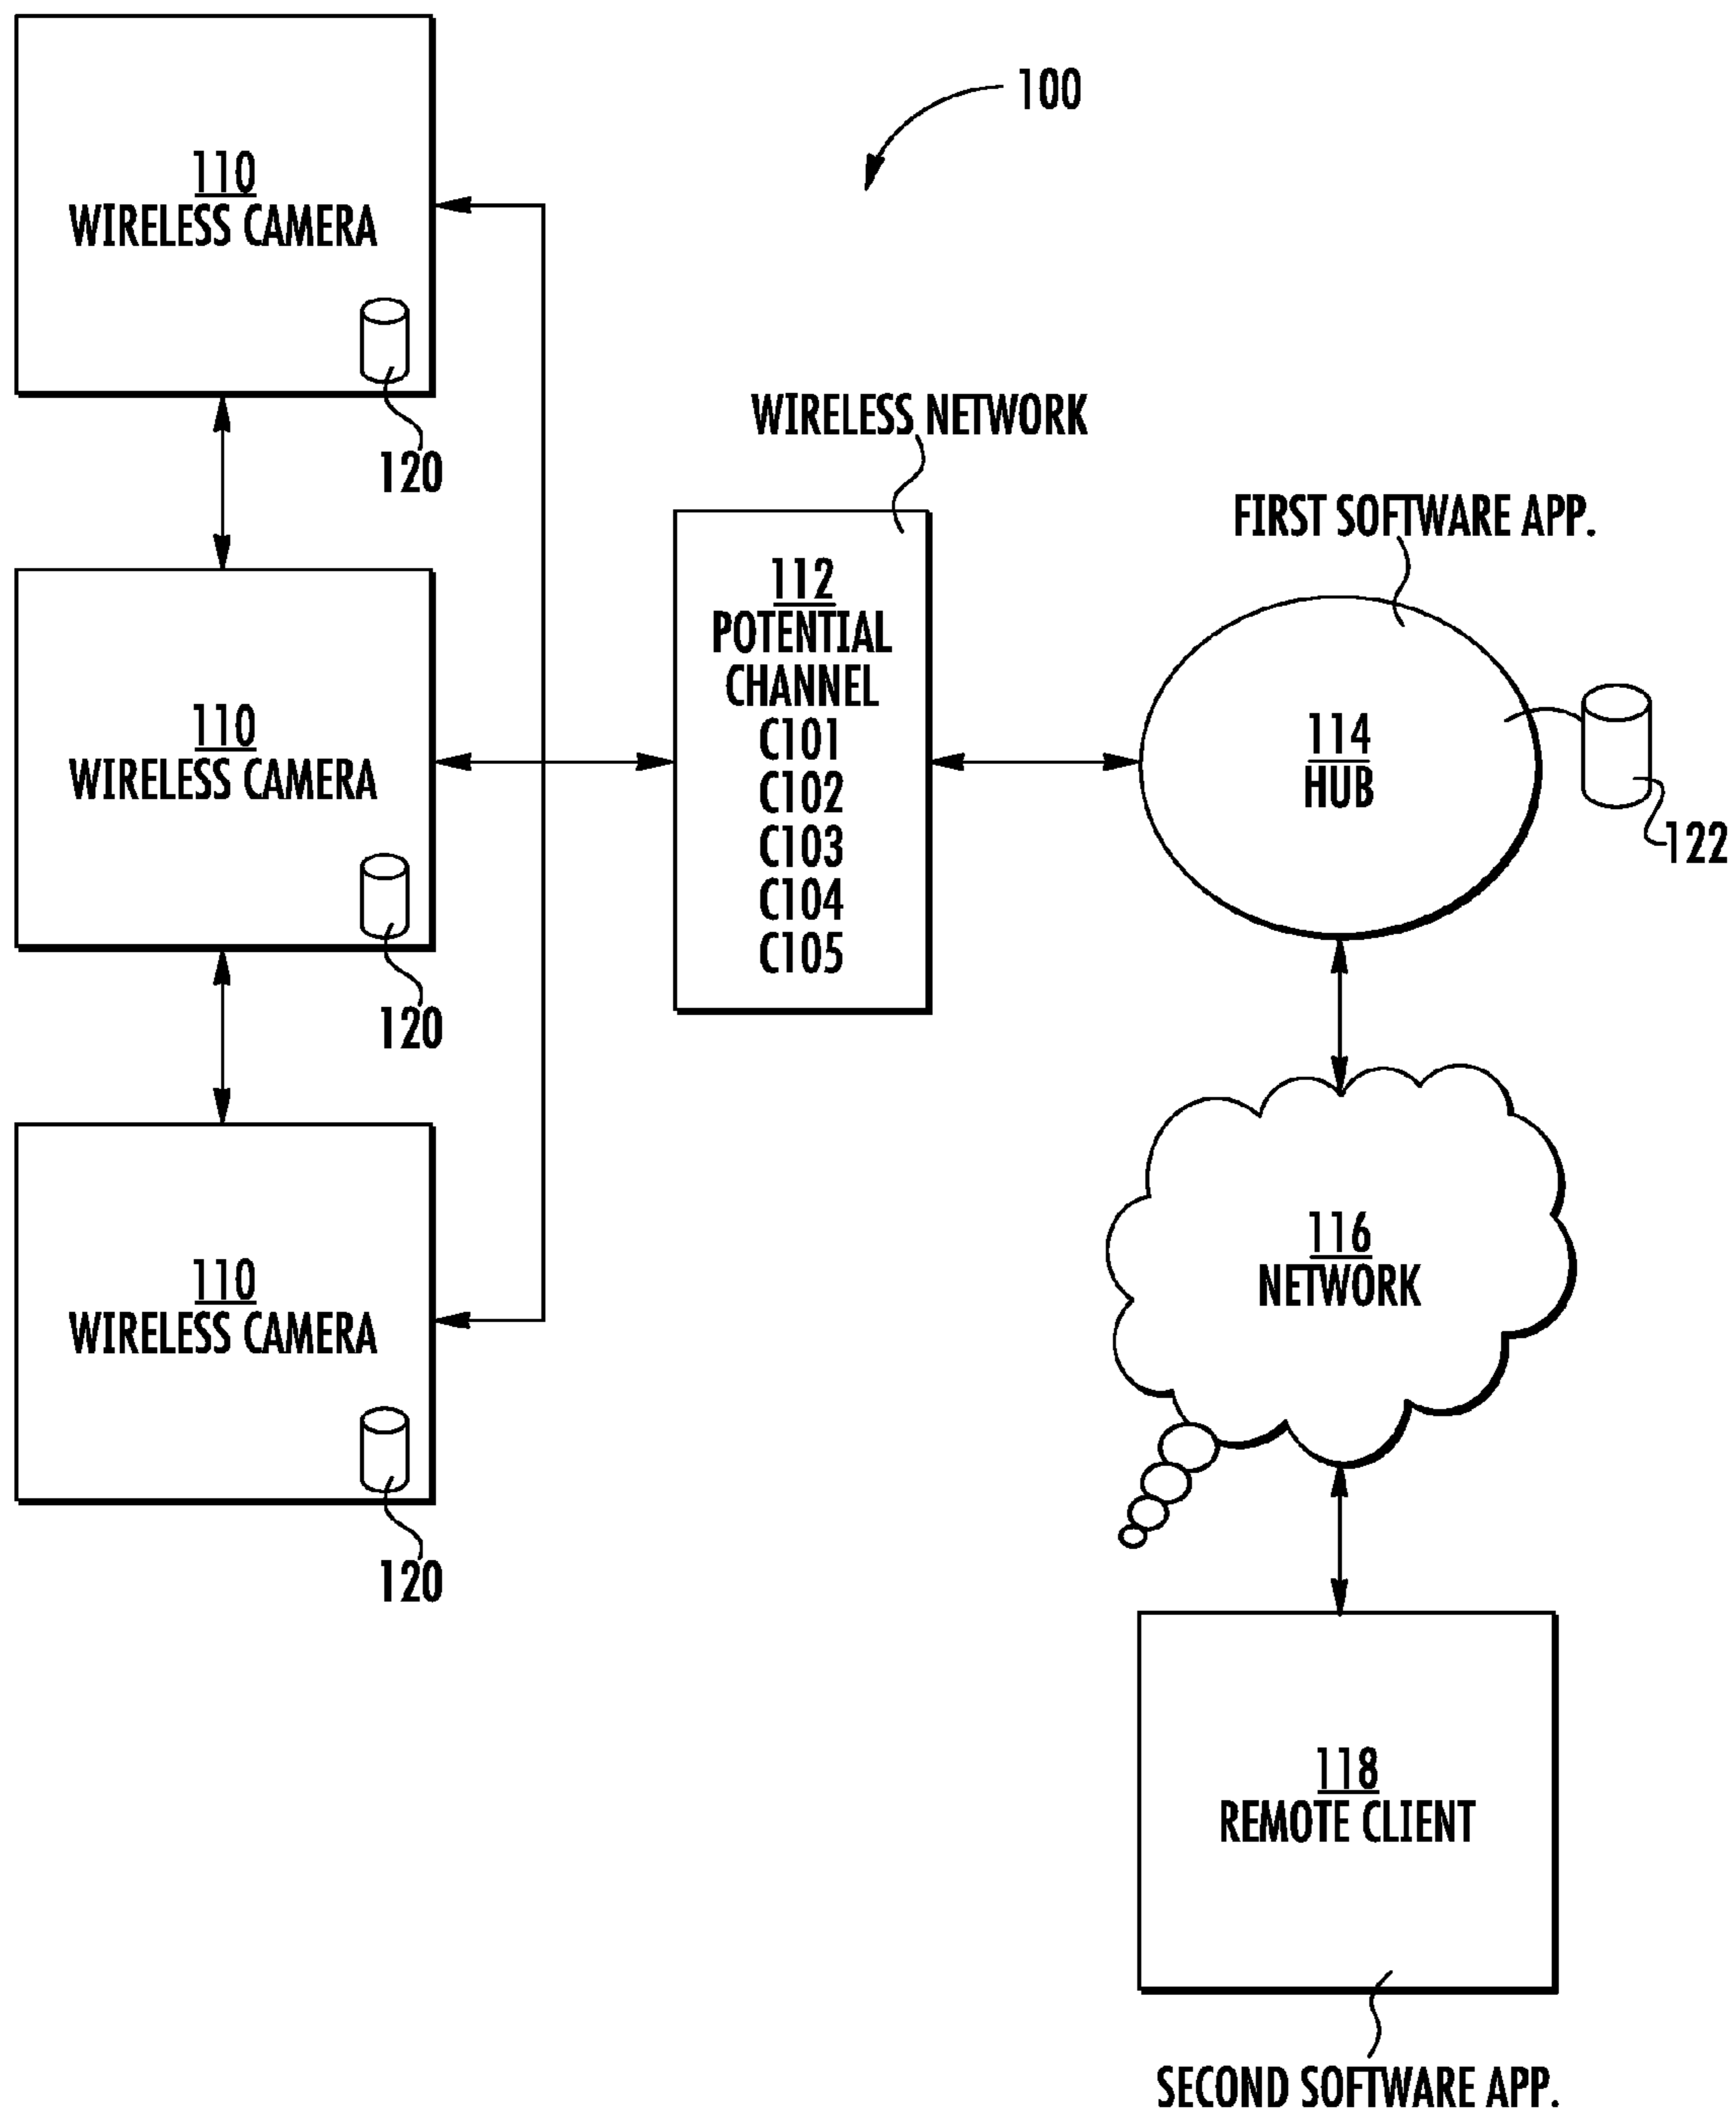 100
110
WIRELESS CAMERA
120
WIRELESS NETWORK
FIRST SOFTWARE APP.
112
POTENTIAL
CHANNEL
C101
C102
C103
C104
C105
110
WIRELESS CAMERA
120
114
HUB
122
110
WIRELESS CAMERA
120
116
NETWORK
118
REMOTE CLIENT
SECOND SOFTWARE APP.